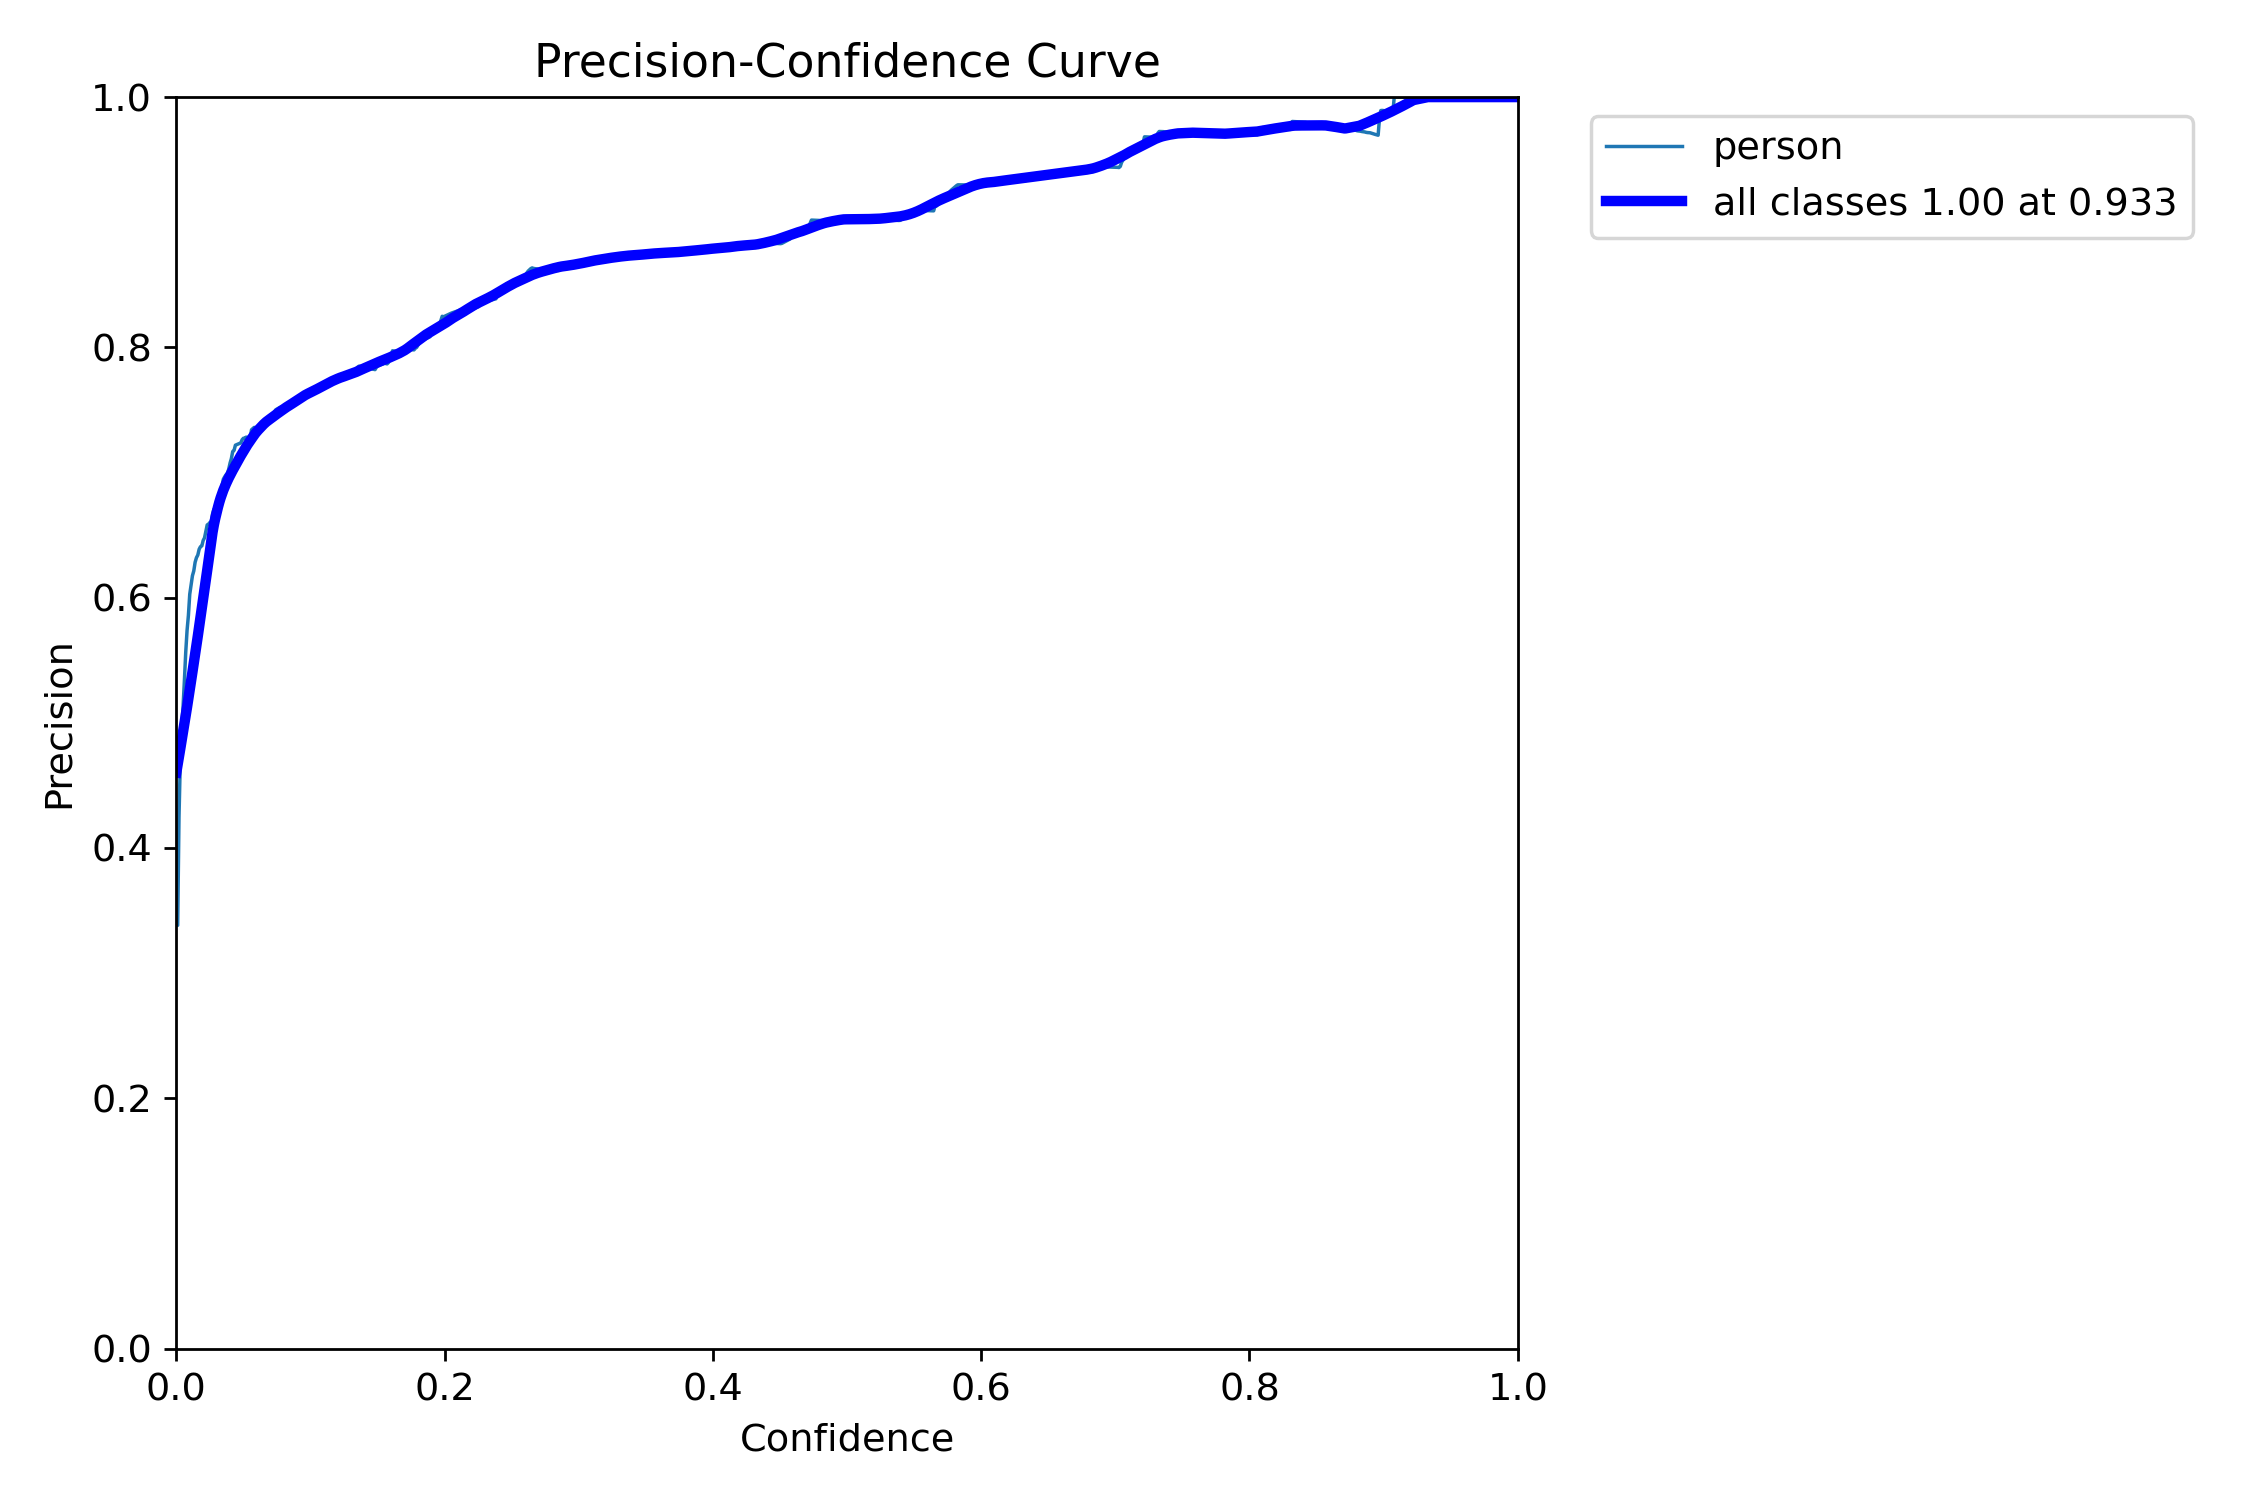 Precision-Confidence Curve
1.0
0.8
0.6
0.4
0.2
0.0
Precision
0.0 0.2 0.4 0.6 0.8 1.0
Confidence
person
all classes 1.00 at 0.933